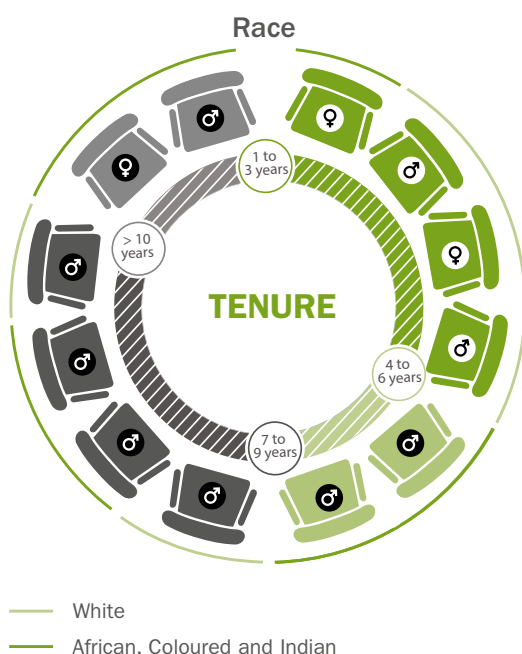 Race
1 to
3 years
> 10
years
TENURE
4 to
6 years
7 to
9 years
White
African, Coloured and Indian